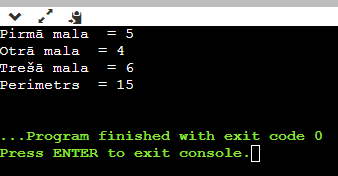 Pirmā mala  = 5
Otrā mala  = 4
Trešā mala  = 6
Perimetrs  = 15
...Program finished with exit code 0
Press ENTER to exit console.